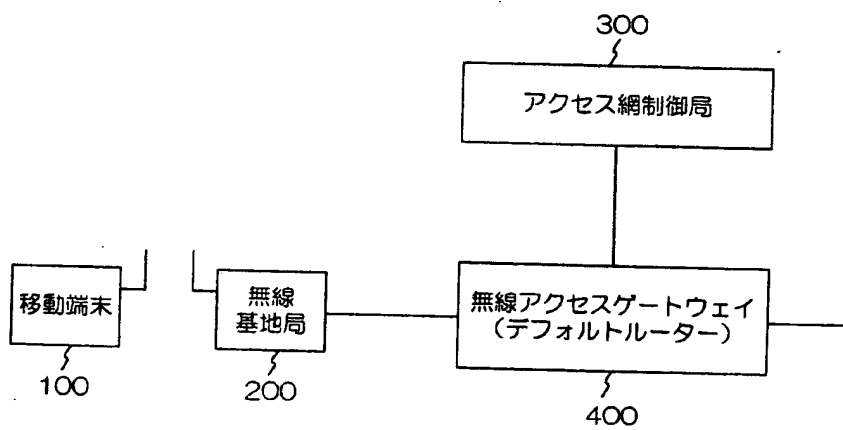 300
アクセス網制御局
移動端末
100
無線
基地局
200
無線アクセスゲートウェイ
(デフォルトルーター)
400